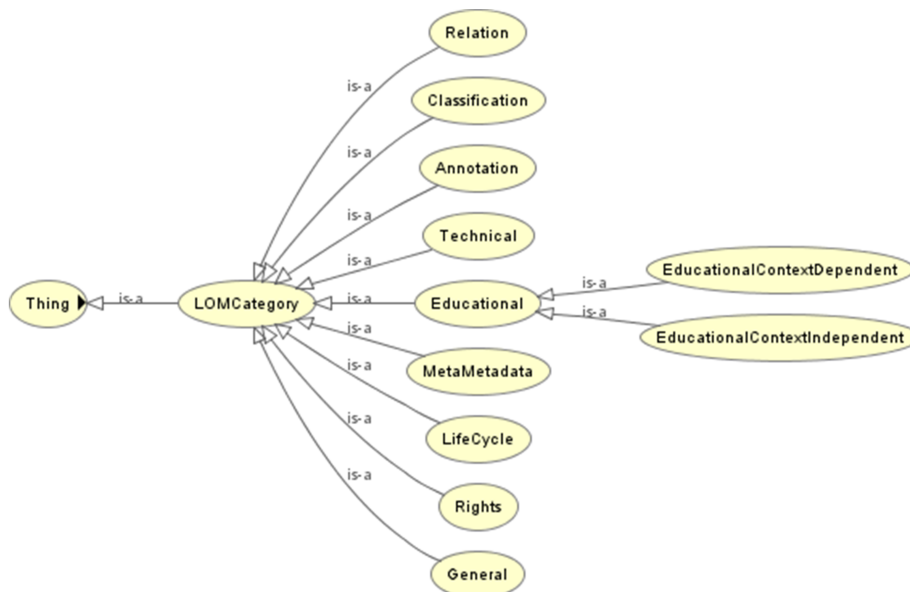 Relation
is-a
Classification
is-a
Annotation
is-a
Technical
is-a
Thing
is-a
LOMCategory
is-a
Educational
is-a
EducationalContextDependent
is-a
EducationalContextIndependent
is-a
MetaMetadata
is-a
LifeCycle
is-a
Rights
is-a
General